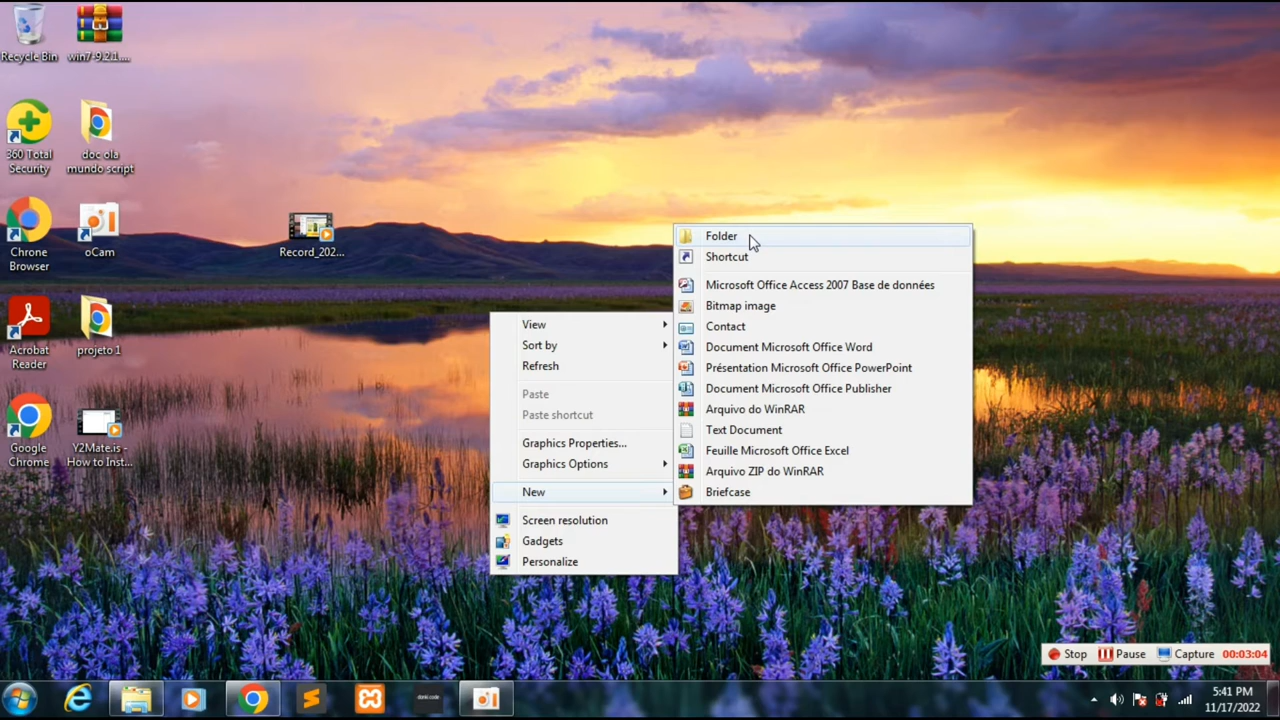 Recycle Bin
win7-9.2.1....
360 Total
Security
doc ola
mundo script
Chrone
Browser
oCam
Record_202...
Acrobat
Reader
projeto 1
Google
Chrome
Y2Mate.is -
How to Inst...
View
Sort by
Refresh
Paste
Paste shortcut
Graphics Properties...
Graphics Options
New
Screen resolution
Gadgets
Personalize
Folder
Shortcut
Microsoft Office Access 2007 Base de données
Bitmap image
Contact
Document Microsoft Office Word
Présentation Microsoft Office PowerPoint
Document Microsoft Office Publisher
Arquivo do WinRAR
Text Document
Feuille Microsoft Office Excel
Arquivo ZIP do WinRAR
Briefcase
Stop Pause Capture 00:03:04
5:41 PM
11/17/2022